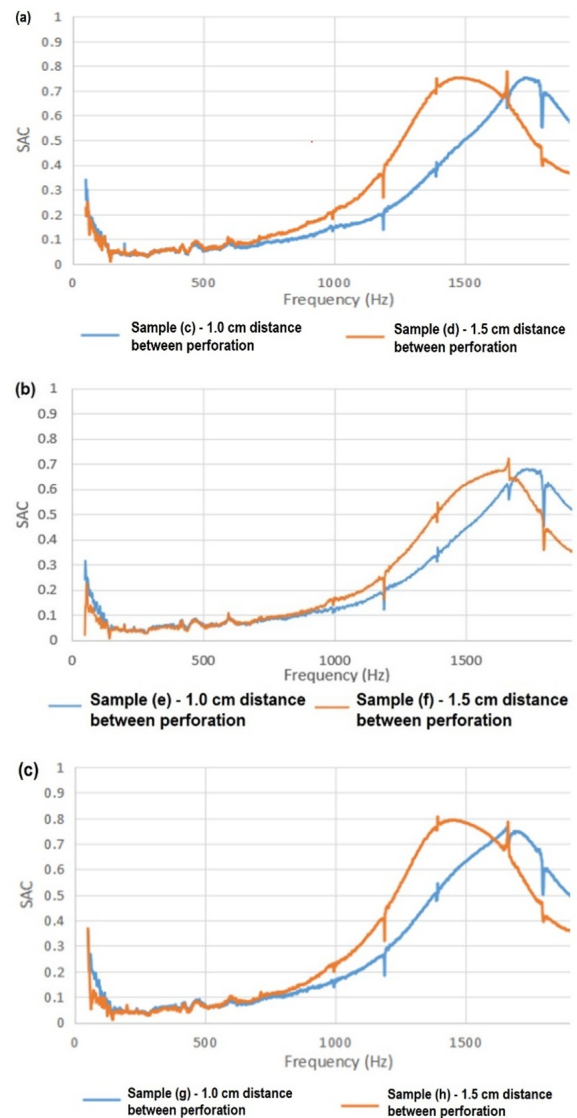 (a)
1
0.9
0.8
0.7
0.6
0.5
0.4
0.3
0.2
0.1
0
SAC
0 500 1000 1500
Frequency (Hz)
Sample (c) - 1.0 cm distance
between perforation
Sample (d) - 1.5 cm distance
between perforation
(b)
1
0.9
0.8
0.7
0.6
0.5
0.4
0.3
0.2
0.1
0
SAC
0 500 1000 1500
Frequency (Hz)
Sample (e) - 1.0 cm distance
between perforation
Sample (f) - 1.5 cm distance
between perforation
(c)
1
0.9
0.8
0.7
0.6
0.5
0.4
0.3
0.2
0.1
0
SAC
0 500 1000 1500
Frequency (Hz)
Sample (g) - 1.0 cm distance
between perforation
Sample (h) - 1.5 cm distance
between perforation